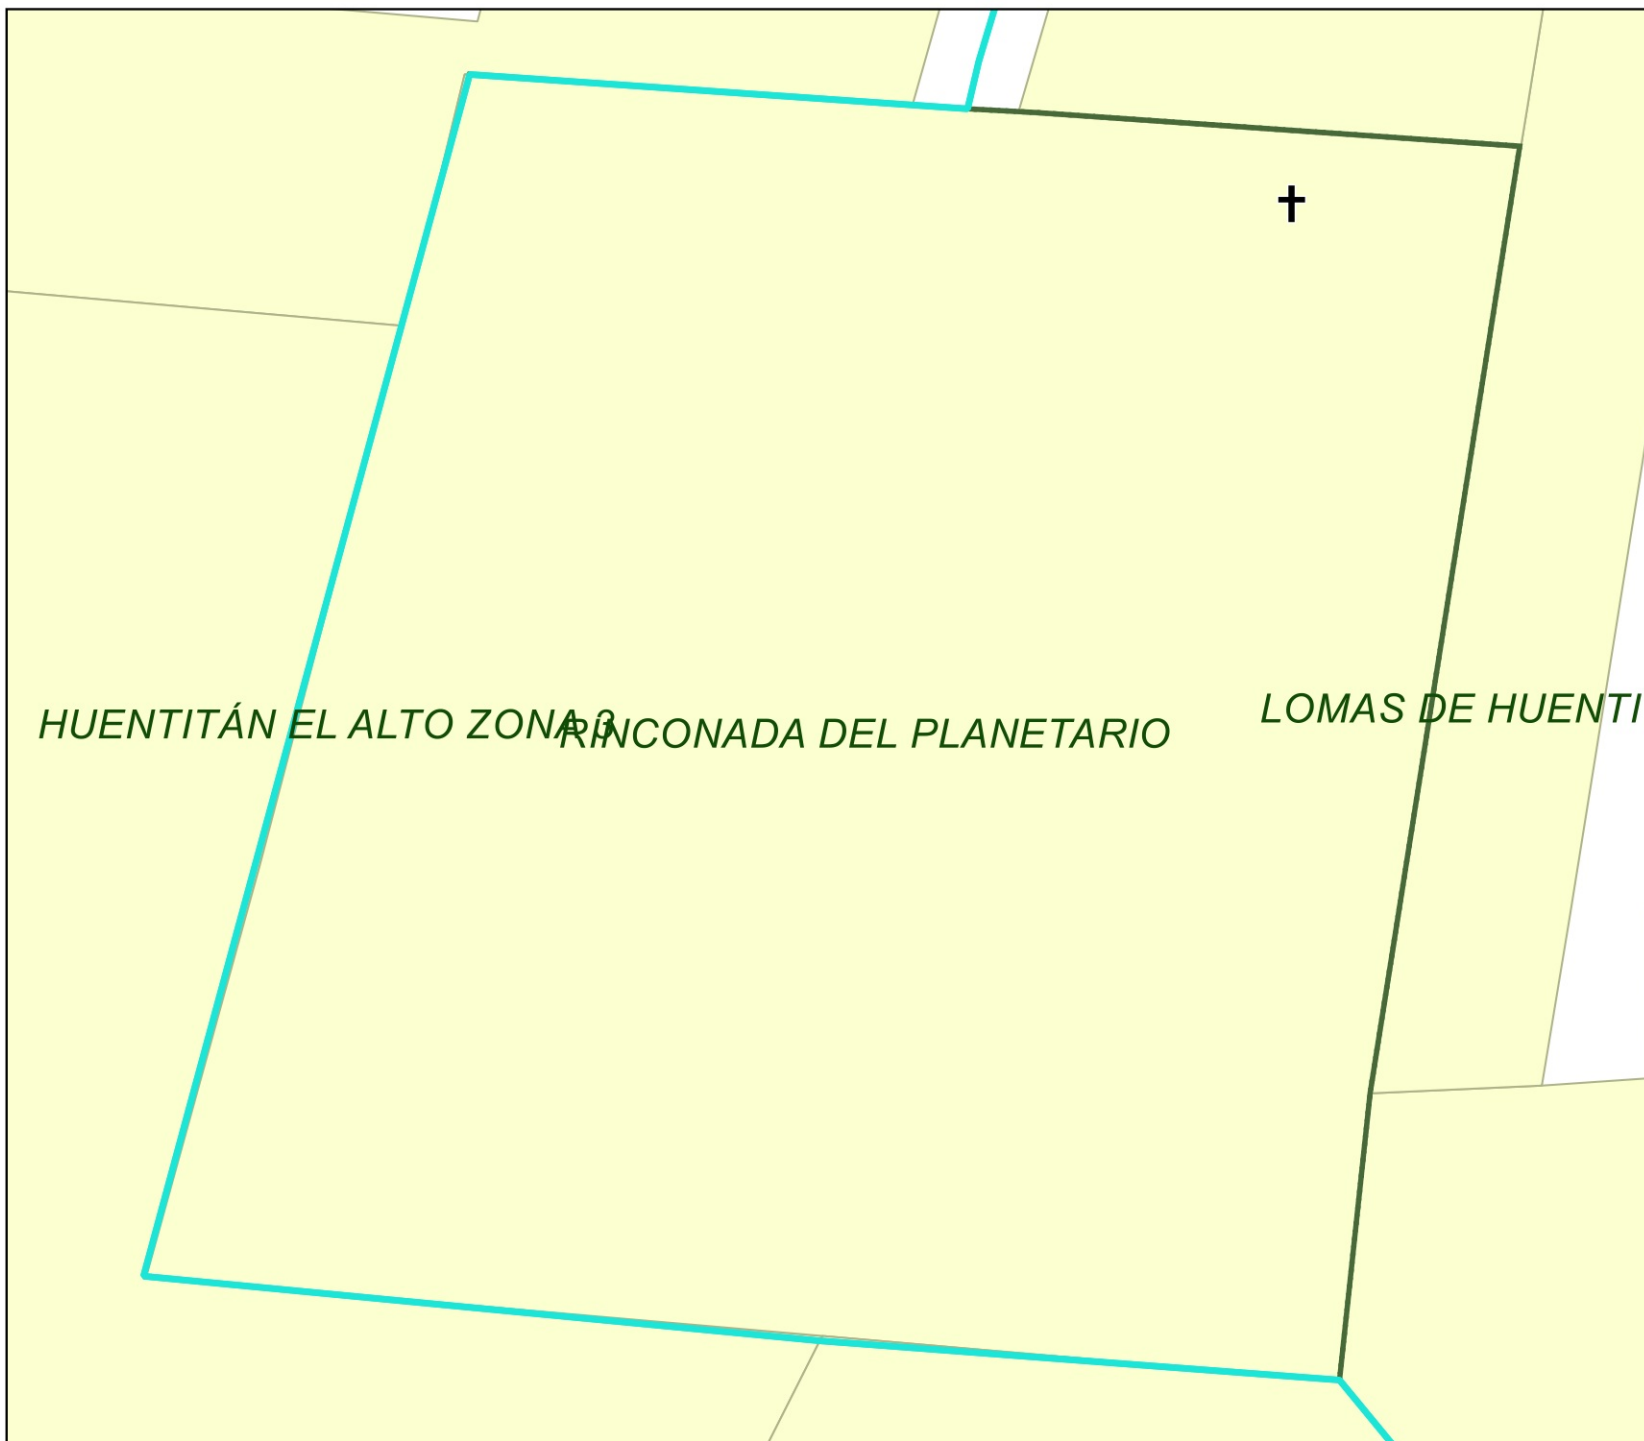 HUENTITÁN EL ALTO ZONA 3
RINCONADA DEL PLANETARIO
LOMAS DE HUENTI